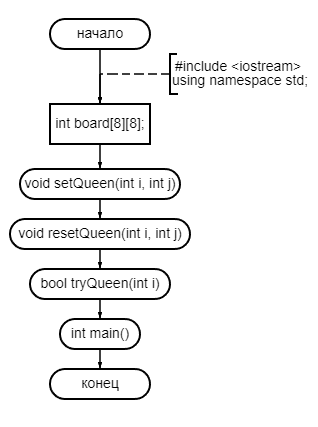 начало
#include <iostream>
using namespace std;
int board[8][8];
void setQueen(int i, int j)
void resetQueen(int i, int j)
bool tryQueen(int i)
int main()
конец